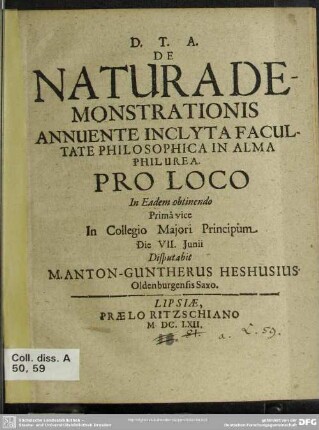 D. T. A.
DE
NATURA DE-
MONSTRATIONIS
ANNUENTE INCLYTA FACUL-
TATE PHILOSOPHICA IN ALMA
PHILUREA.
PRO LOCO
In Eadem obtinendo
Primâ vice
In Collegio Majori Principum
Die VII. Junii
Disputabit
M. ANTON-GUNTHERUS HESHUSIUS
Oldenburgensis Saxo.
LIPSIÆ,
PRÆLO RITZSCHIANO
M. DC. LXII.
a. L. 59.
Coll. diss. A
50, 59